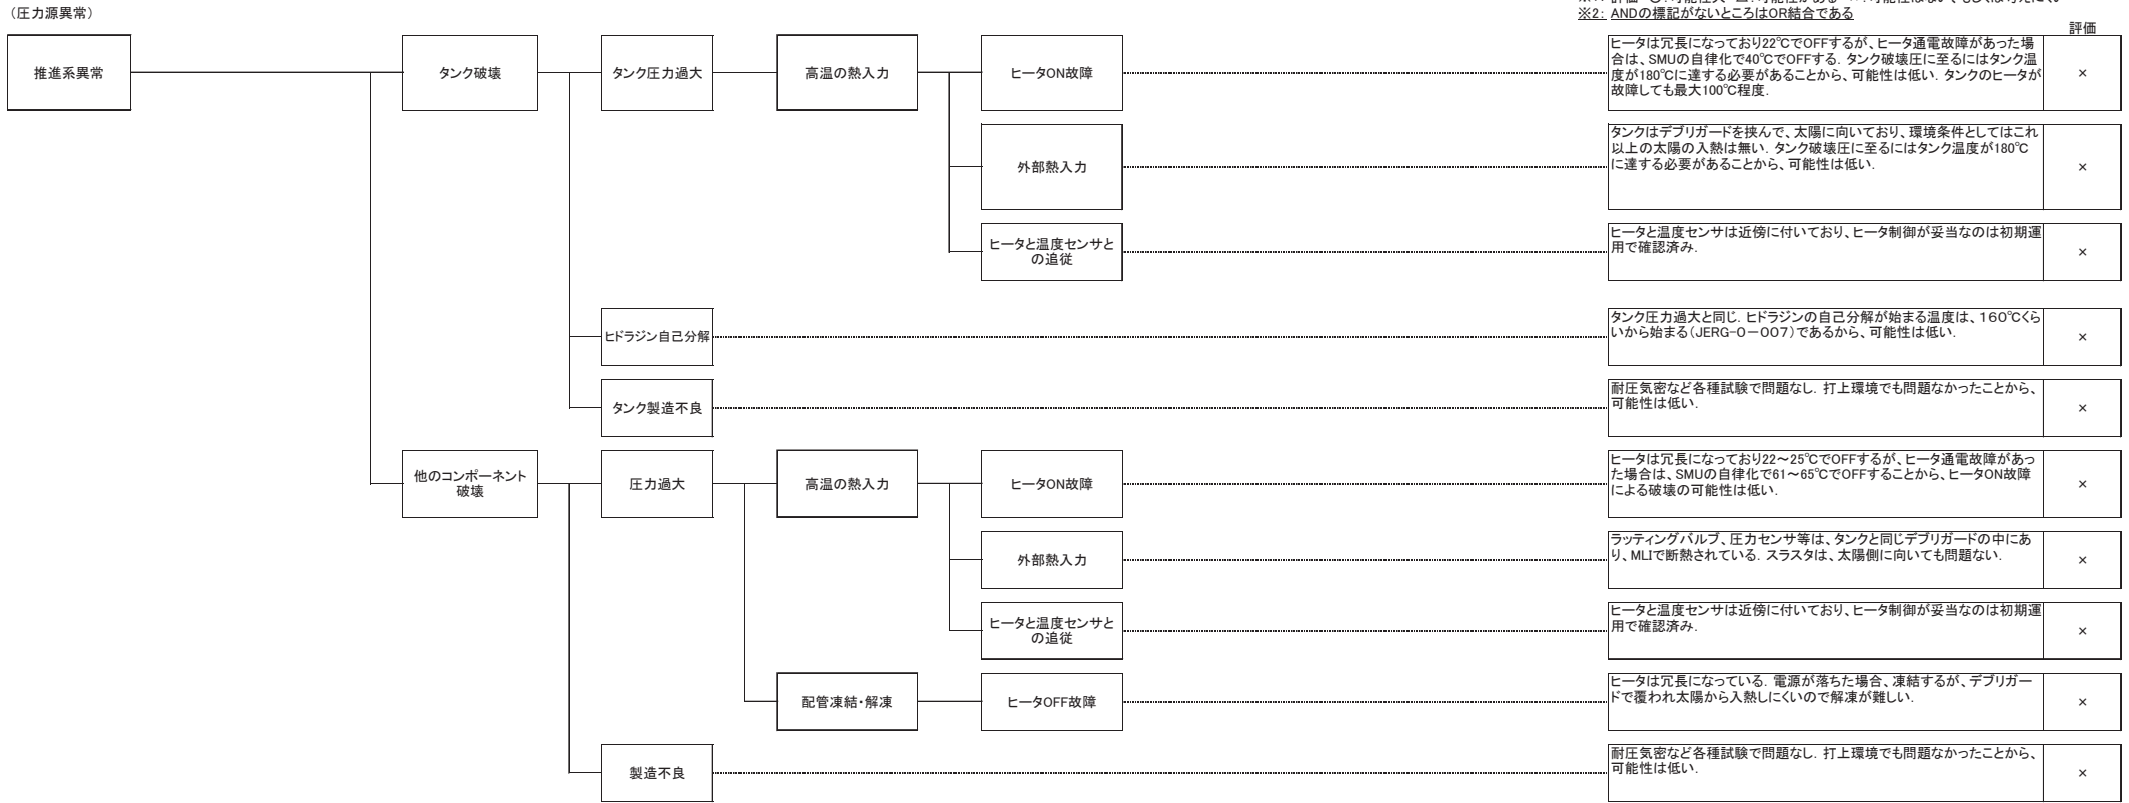 （圧力源異常）
※2: ANDの標記がないところはOR結合である
評価
推進系異常
タンク破壊
タンク圧力過大
高温の熱入力
ヒータON故障
ヒータは冗長になっており22℃でOFFするが、ヒータ通電故障があった場
合は、SMUの自律化で40℃でOFFする．タンク破壊圧に至るにはタンク温
度が180℃に達する必要があることから、可能性は低い．タンクのヒータが
故障しても最大100℃程度．
×
外部熱入力
タンクはデブリガードを挟んで、太陽に向いており、環境条件としてはこれ
以上の太陽の入熱は無い．タンク破壊圧に至るにはタンク温度が180℃
に達する必要があることから、可能性は低い．
×
ヒータと温度センサと
の追従
ヒータと温度センサは近傍に付いており、ヒータ制御が妥当なのは初期運
用で確認済み．
×
ヒドラジン自己分解
タンク圧力過大と同じ．ヒドラジンの自己分解が始まる温度は、１６０℃くら
いから始まる（JERG-０－００７）であるから、可能性は低い．
×
タンク製造不良
耐圧気密など各種試験で問題なし．打上環境でも問題なかったことから、
可能性は低い．
×
他のコンポーネント
破壊
圧力過大
高温の熱入力
ヒータON故障
ヒータは冗長になっており22～25℃でOFFするが、ヒータ通電故障があっ
た場合は、SMUの自律化で61～65℃でOFFすることから、ヒータON故障
による破壊の可能性は低い．
×
外部熱入力
ラッティングバルブ、圧力センサ等は、タンクと同じデブリガードの中にあ
り、MLIで断熱されている．スラスタは、太陽側に向いても問題ない．
×
ヒータと温度センサと
の追従
ヒータと温度センサは近傍に付いており、ヒータ制御が妥当なのは初期運
用で確認済み．
×
配管凍結・解凍
ヒータOFF故障
ヒータは冗長になっている．電源が落ちた場合、凍結するが、デブリガー
ドで覆われ太陽から入熱しにくいので解凍が難しい．
×
製造不良
耐圧気密など各種試験で問題なし．打上環境でも問題なかったことから、
可能性は低い．
×